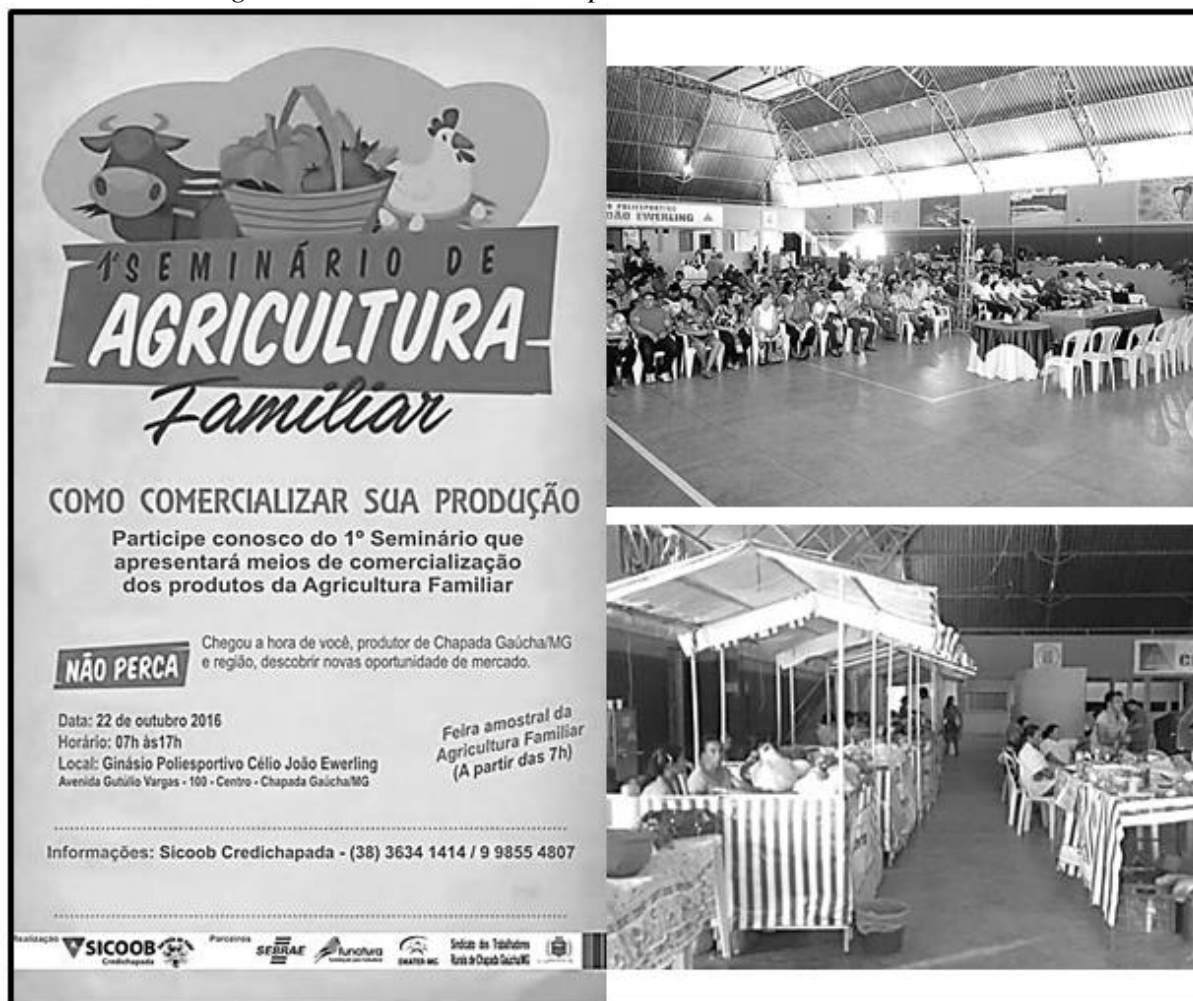 1º SEMINÁRIO DE
AGRICULTURA
Familiar
COMO COMERCIALIZAR SUA PRODUÇÃO
Participe conosco do 1º Seminário que
apresentará meios de comercialização
dos produtos da Agricultura Familiar
NÃO PERCA
Chegou a hora de você, produtor de Chapada Gaúcha/MG
e região, descobrir novas oportunidade de mercado.
Data: 22 de outubro 2016
Horário: 07h às17h
Local: Ginásio Poliesportivo Célio João Ewerling
Avenida Gutúlio Vargas - 100 - Centro - Chapada Gaúcha/MG
Feira amostral da
Agricultura Familiar
(A partir das 7h)
Informações: Sicoob Credichapada - (38) 3634 1414 / 9 9855 4807
Realização
SICOOB
Credichapada
Parceiros
SEBRAE
funatura
EMATER-MG
Sindicato dos Trabalhadores
Rurais de Chapada Gaúcha/MG
POLIESPORTIVO
JOÃO EWERLING